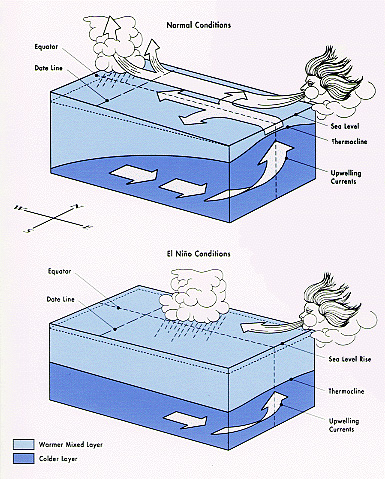 Normal Conditions
Equator
Date Line
Sea Level
Thermocline
Upwelling
Currents
W
N
S
E
El Niño Conditions
Equator
Date Line
Sea Level Rise
Thermocline
Upwelling
Currents
Warmer Mixed Layer
Colder Layer